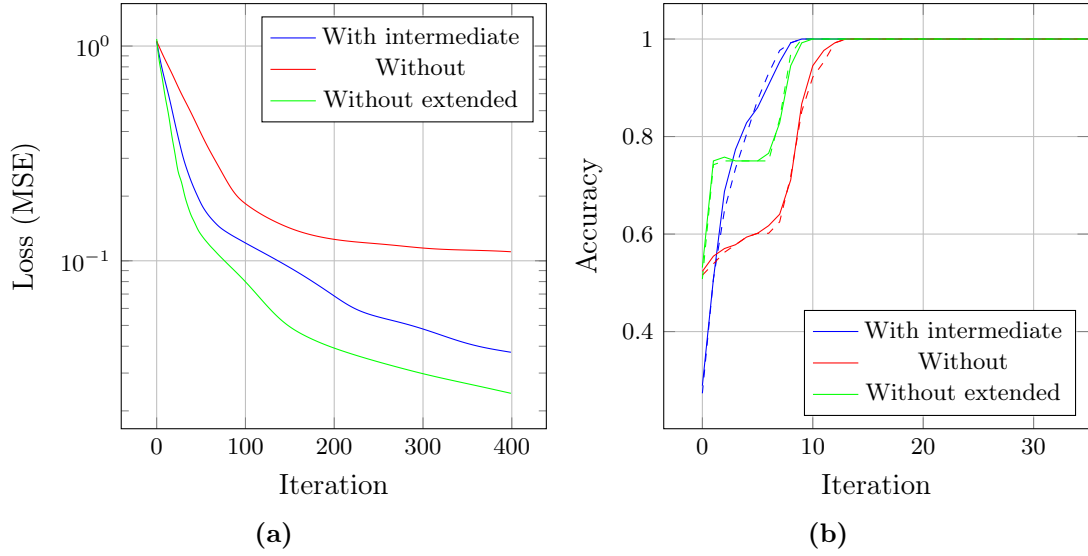 10^0
10^−1
0
100
200
300
400
Loss (MSE)
Iteration
With intermediate
Without
Without extended
(a)
1
0.8
0.6
0.4
0
10
20
30
Accuracy
Iteration
With intermediate
Without
Without extended
(b)